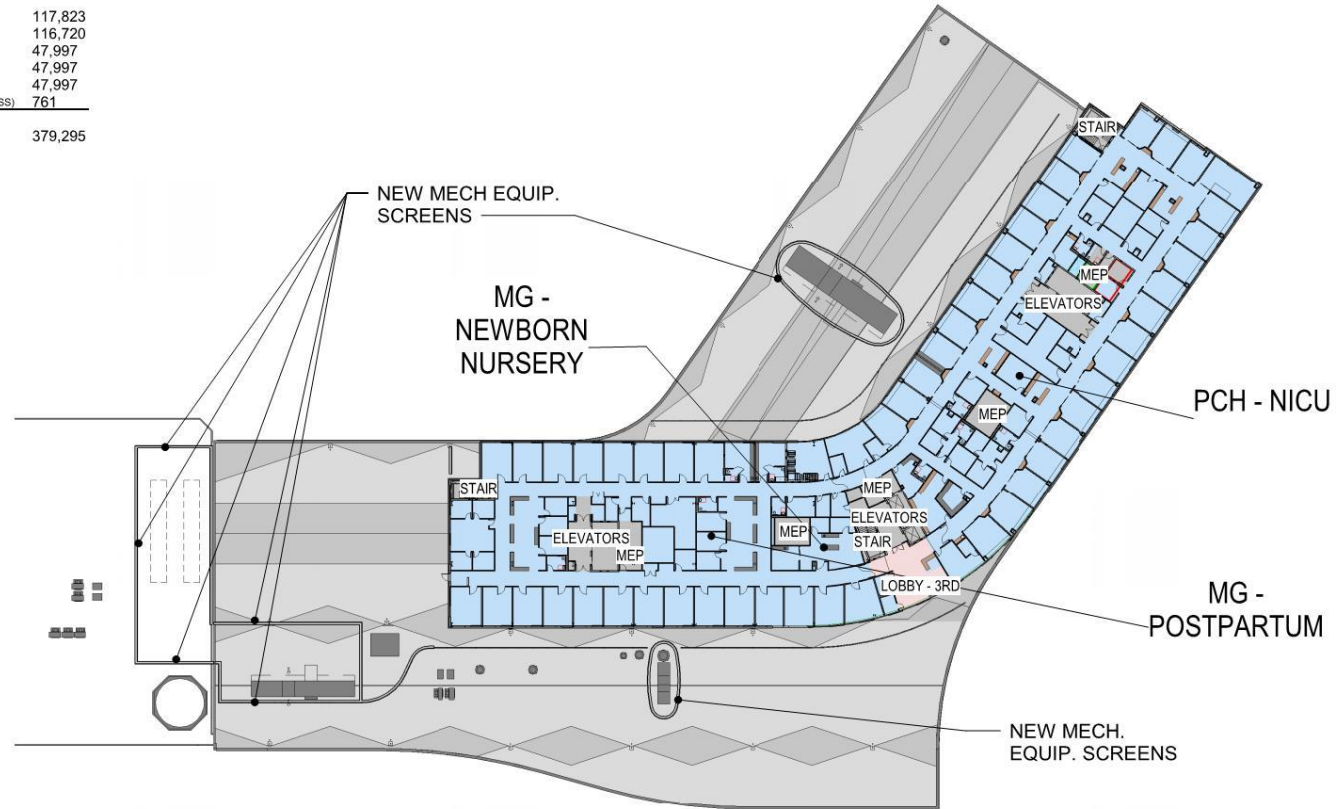 117,823
116,720
47,997
47,997
47,997
SS) 761
379,295
STAIR
NEW MECH EQUIP.
SCREENS
MEP
ELEVATORS
MG -
NEWBORN
NURSERY
PCH - NICU
MEP
STAIR
MEP
ELEVATORS
ELEVATORS
MEP
MEP
STAIR
LOBBY - 3RD
MG -
POSTPARTUM
NEW MECH.
EQUIP. SCREENS